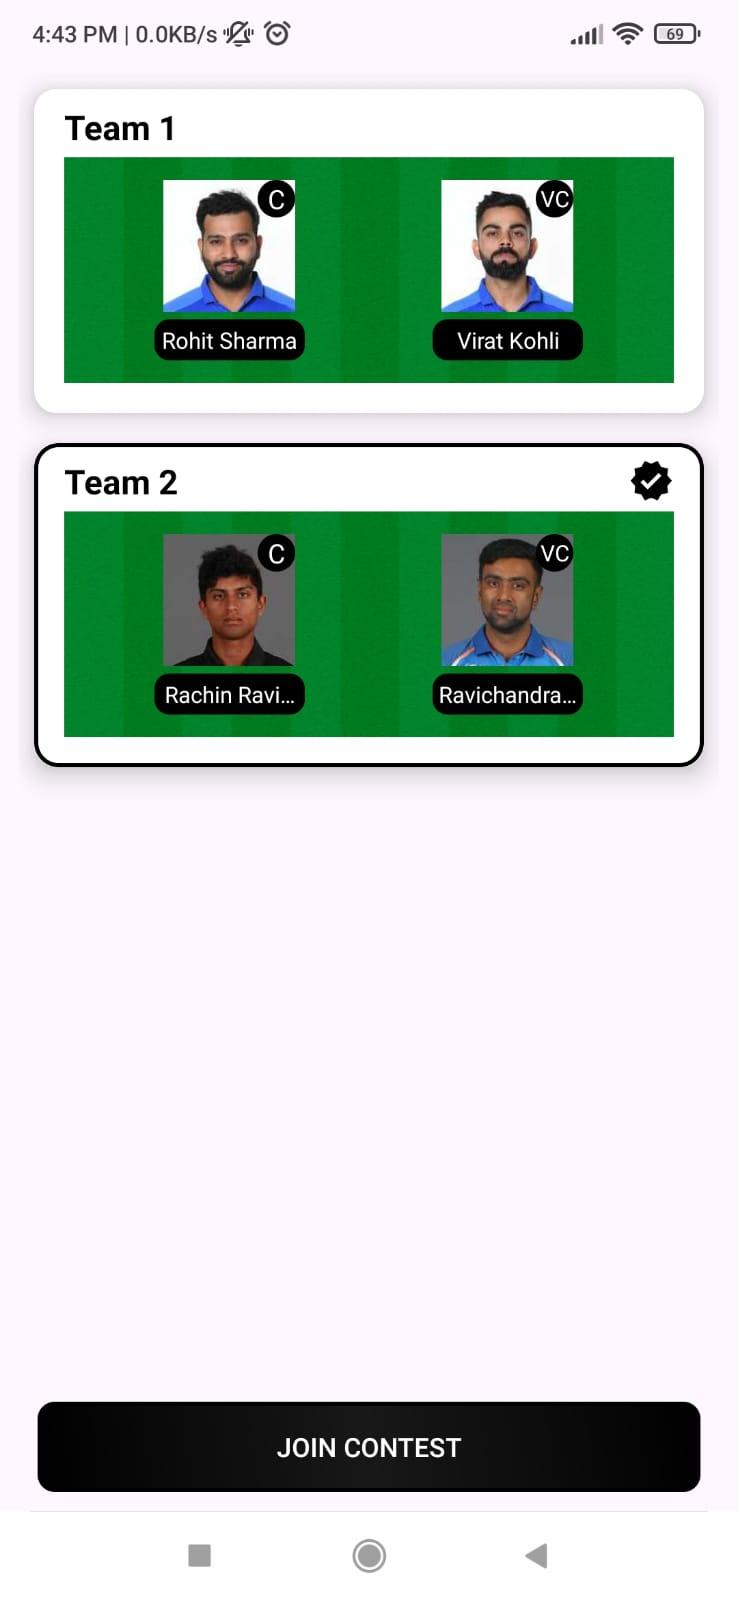 4:43 PM | 0.0KB/s
69
Team 1
C
VC
Rohit Sharma
Virat Kohli
Team 2
C
VC
Rachin Ravi...
Ravichandra...
JOIN CONTEST